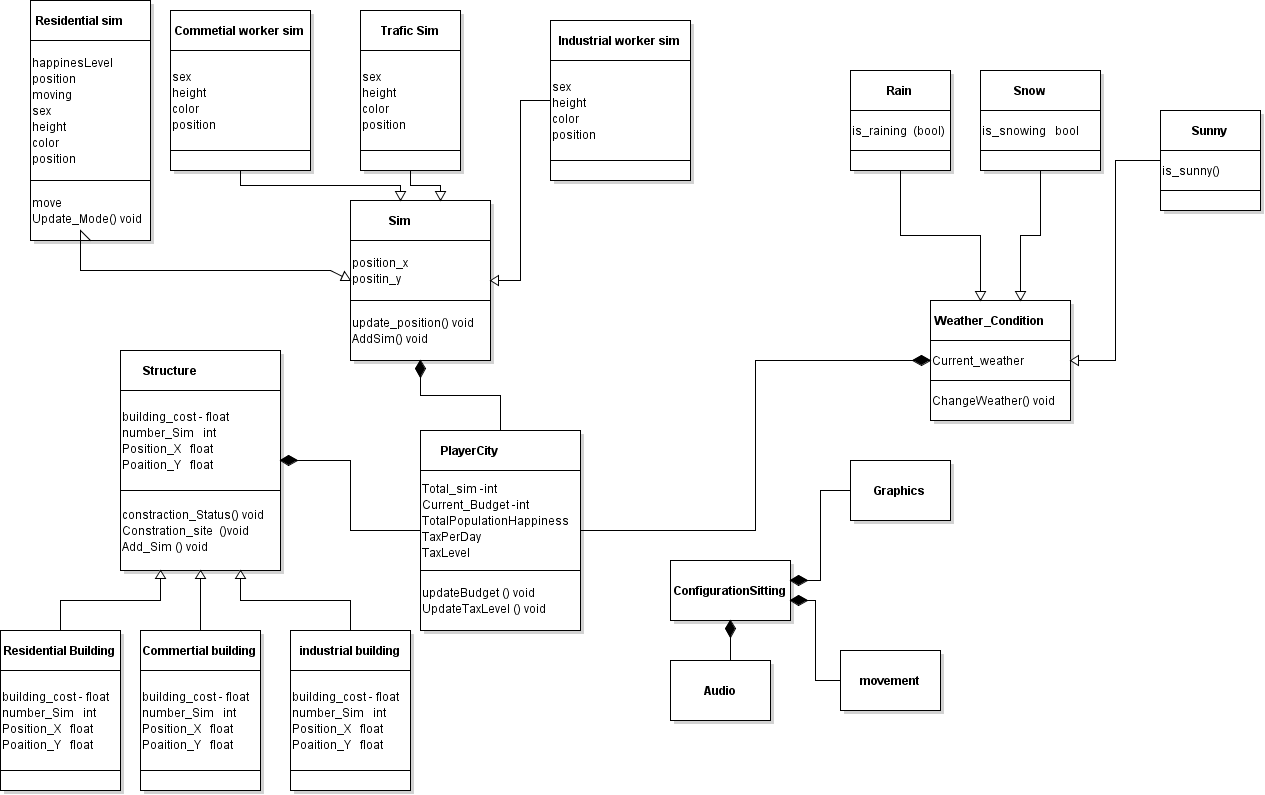 Residential sim
happinesLevel
position
moving
sex
height
color
position
move
Update_Mode() void
Commetial worker sim
sex
height
color
position
Trafic Sim
sex
height
color
position
Industrial worker sim
sex
height
color
position
Rain
is_raining (bool)
Snow
is_snowing bool
Sunny
is_sunny()
Sim
position_x
positin_y
update_position() void
AddSim() void
Weather_Condition
Current_weather
ChangeWeather() void
Structure
building_cost - float
number_Sim int
Position_X float
Poaition_Y float
constraction_Status() void
Constration_site ()void
Add_Sim () void
PlayerCity
Total_sim -int
Current_Budget -int
TotalPopulationHappiness
TaxPerDay
TaxLevel
updateBudget () void
UpdateTaxLevel () void
Graphics
ConfigurationSitting
Audio
movement
Residential Building
building_cost - float
number_Sim int
Position_X float
Poaition_Y float
Commertial building
building_cost - float
number_Sim int
Position_X float
Poaition_Y float
industrial building
building_cost - float
number_Sim int
Position_X float
Poaition_Y float